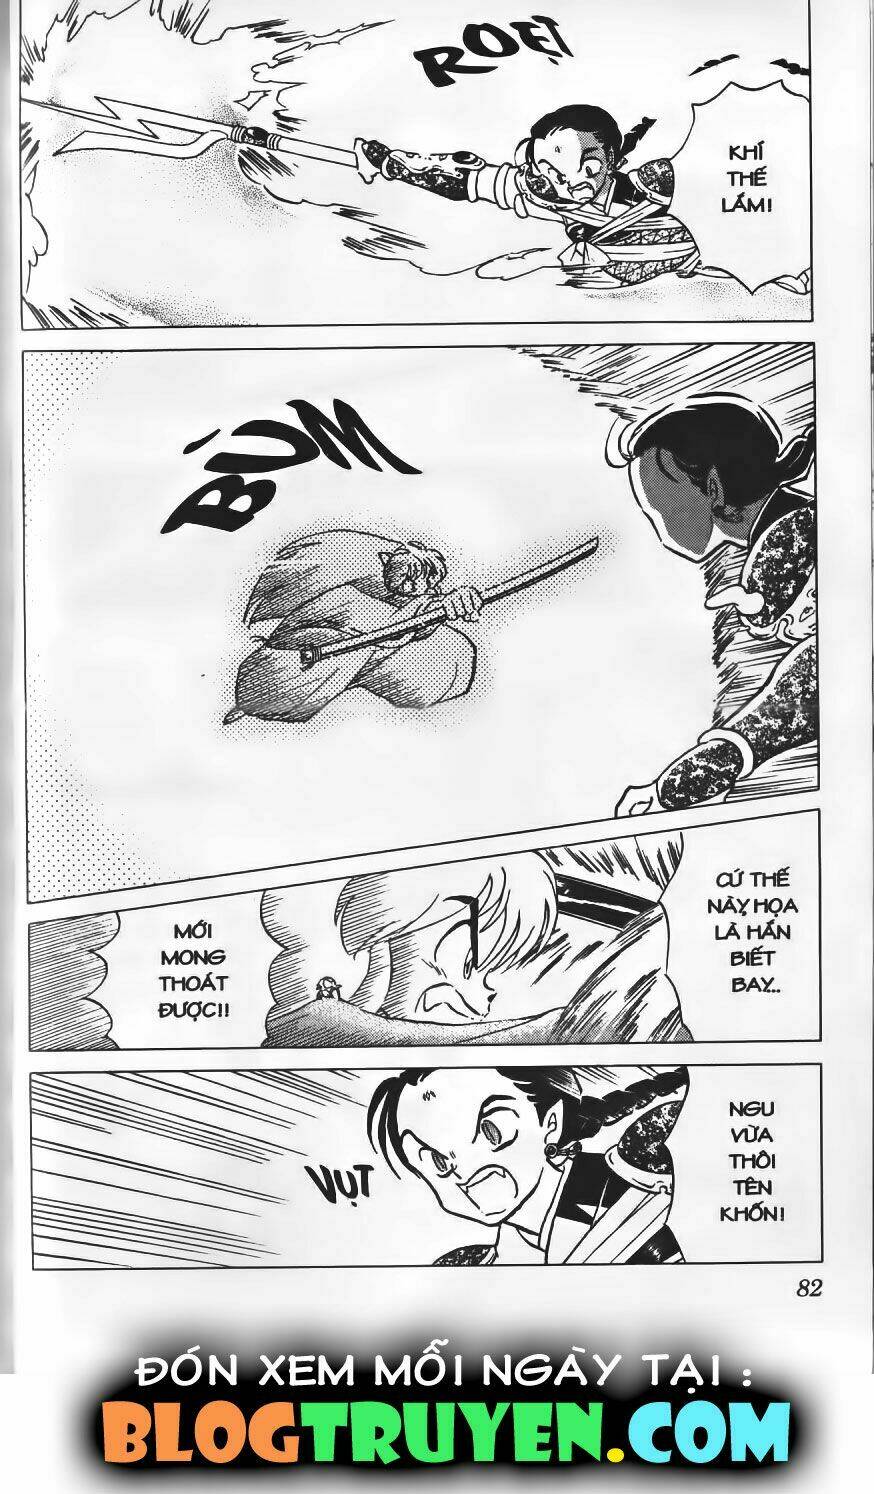 ROẸT
KHÍ
THẾ
LẮM!
BÙM
CỨ THẾ
NÀY, HỌA
LÀ HẮN
BIẾT
BAY...
MỚI
MONG
THOÁT
ĐƯỢC!!
NGU
VỪA
THÔI
TÊN
KHỐN!
VỤT
82
ĐÓN XEM MỖI NGÀY TẠI :
BLOGTRUYEN.COM